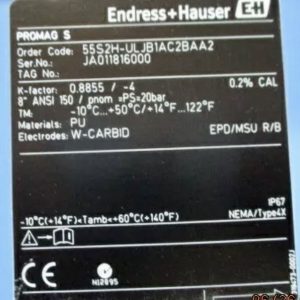 Endress+Hauser EH
PROMAG S
Order Code: 55S2H-ULJB1AC2BAA2
Ser.No.: JA011816000
TAG No.:
K-factor: 0.8855 / -4 0.2% CAL
8" ANSI 150 / pnom =PS=20bar
TM: -10°C...+50°C/+14°F...122°F
Materials: PU
Electrodes: W-CARBID EPD/MSU R/B
IP67
-10°C(+14°F)<Tamb<+60°C(+140°F) NEMA/Type4X
CE
N12895